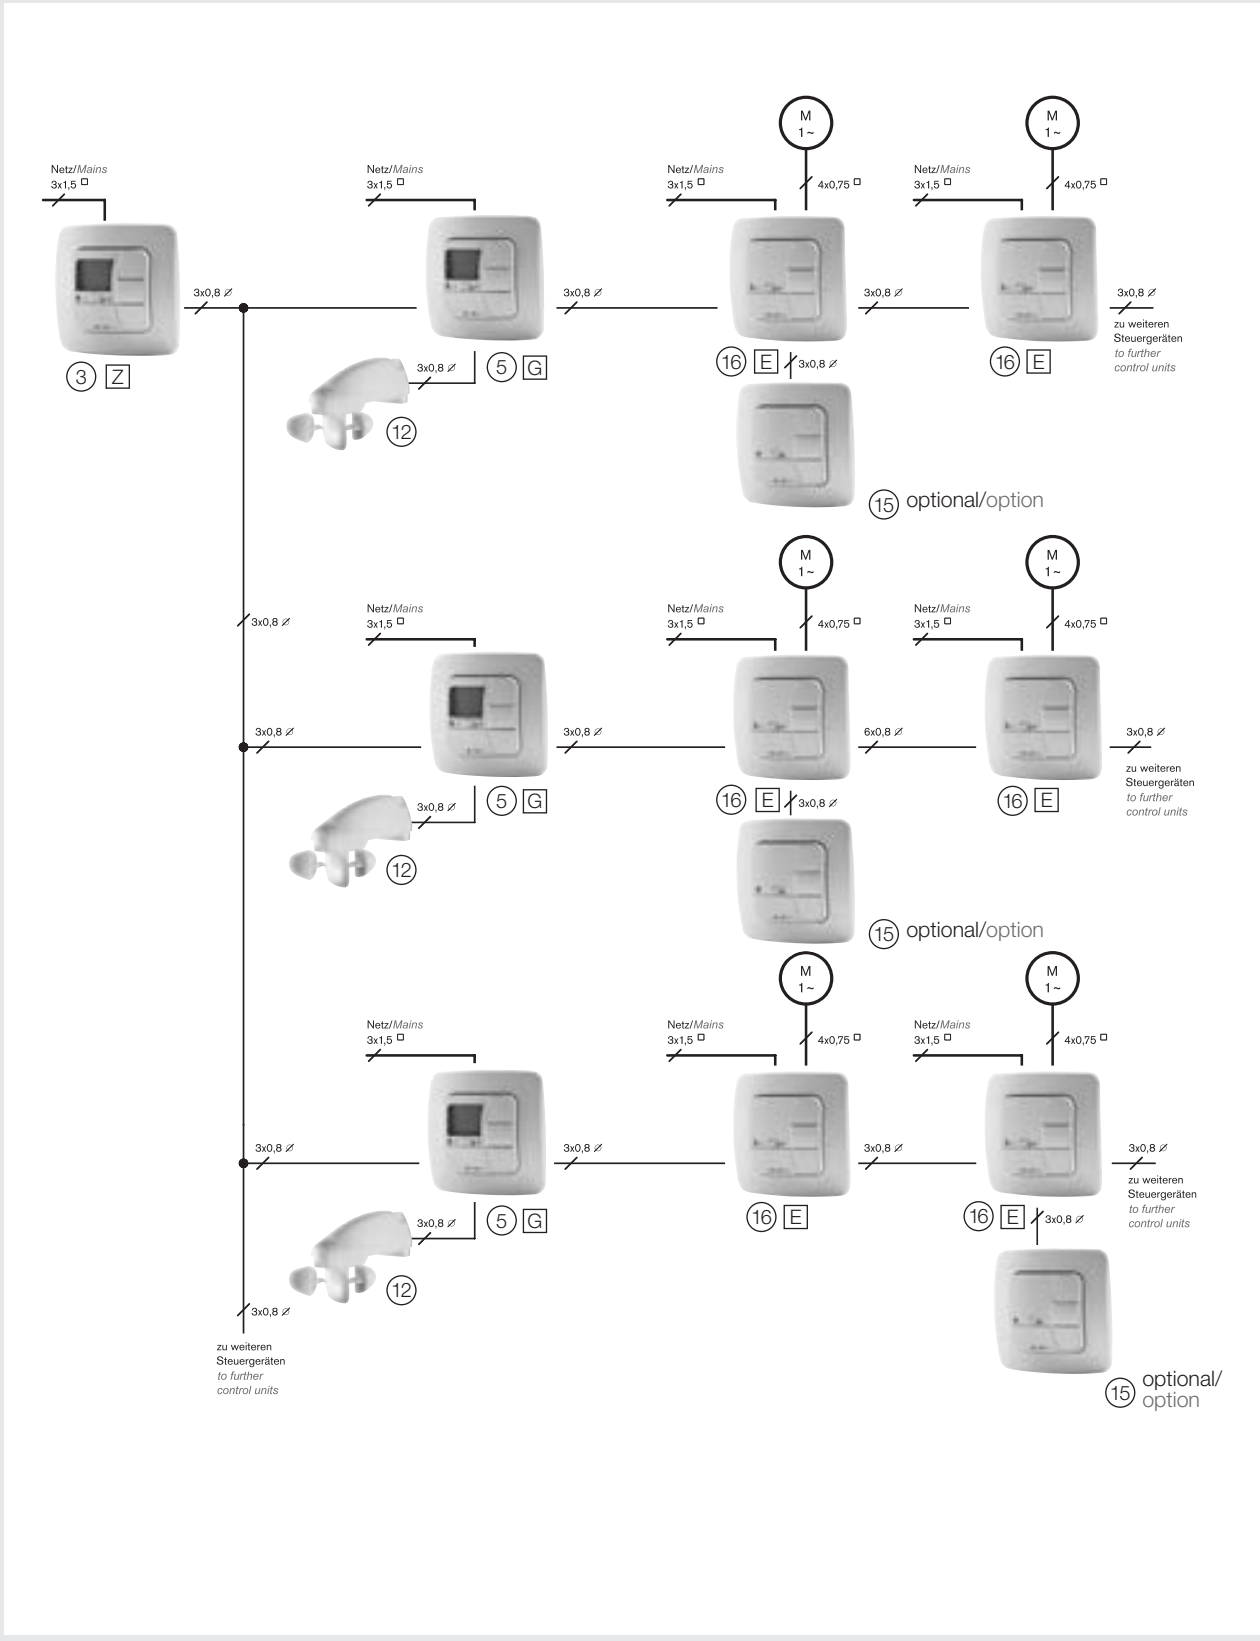 M
1~
M
1~
Netz/Mains
3x1,5 □
Netz/Mains
3x1,5 □
Netz/Mains
3x1,5 □
4x0,75 □
Netz/Mains
3x1,5 □
4x0,75 □
3x0,8 ⌀
3x0,8 ⌀
3x0,8 ⌀
3x0,8 ⌀
zu weiteren
Steuergeräten
to further
control units
3 Z
3x0,8 ⌀
5 G
16 E
3x0,8 ⌀
16 E
12
15 optional/option
M
1~
M
1~
3x0,8 ⌀
Netz/Mains
3x1,5 □
Netz/Mains
3x1,5 □
4x0,75 □
Netz/Mains
3x1,5 □
4x0,75 □
3x0,8 ⌀
3x0,8 ⌀
6x0,8 ⌀
3x0,8 ⌀
zu weiteren
Steuergeräten
to further
control units
3x0,8 ⌀
5 G
16 E
3x0,8 ⌀
16 E
12
15 optional/option
M
1~
M
1~
Netz/Mains
3x1,5 □
Netz/Mains
3x1,5 □
4x0,75 □
Netz/Mains
3x1,5 □
4x0,75 □
3x0,8 ⌀
3x0,8 ⌀
3x0,8 ⌀
3x0,8 ⌀
zu weiteren
Steuergeräten
to further
control units
3x0,8 ⌀
5 G
16 E
16 E
3x0,8 ⌀
12
3x0,8 ⌀
zu weiteren
Steuergeräten
to further
control units
15 optional/
option